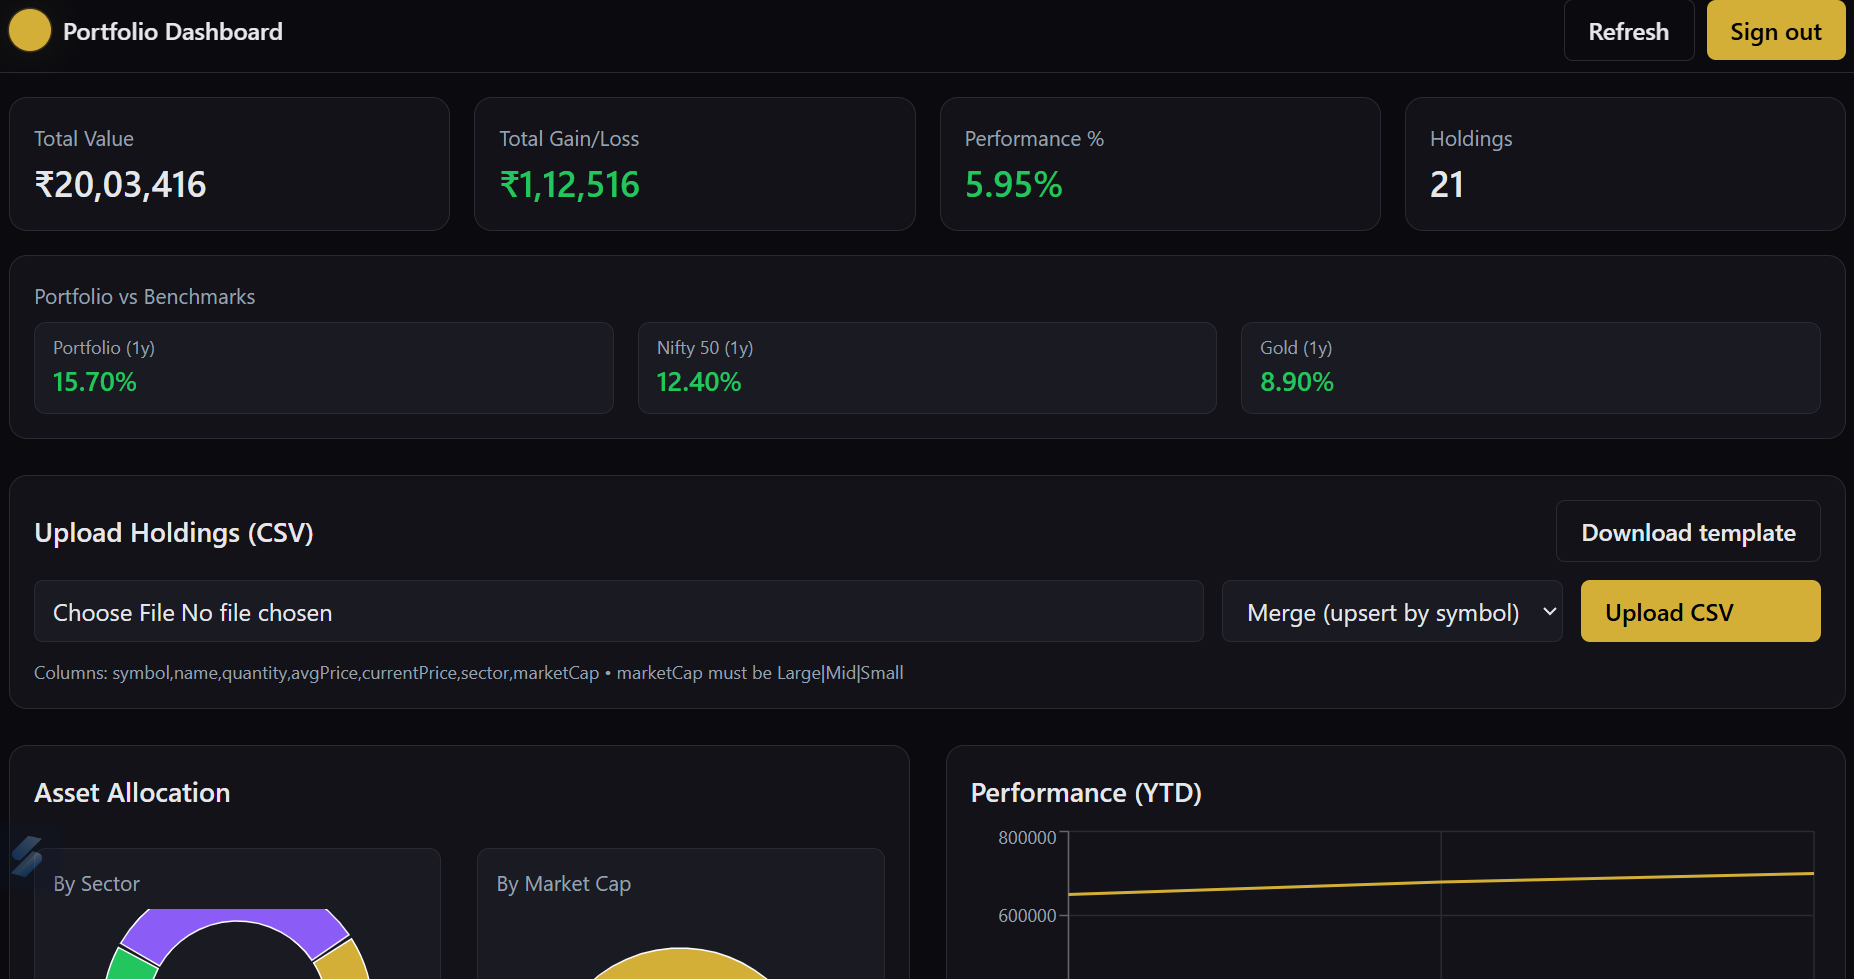 Portfolio Dashboard
Refresh
Sign out
Total Value
₹20,03,416
Total Gain/Loss
₹1,12,516
Performance %
5.95%
Holdings
21
Portfolio vs Benchmarks
Portfolio (1y)
15.70%
Nifty 50 (1y)
12.40%
Gold (1y)
8.90%
Upload Holdings (CSV)
Download template
Choose File No file chosen
Merge (upsert by symbol)
Upload CSV
Columns: symbol,name,quantity,avgPrice,currentPrice,sector,marketCap • marketCap must be Large|Mid|Small
Asset Allocation
By Sector
By Market Cap
Performance (YTD)
800000
600000